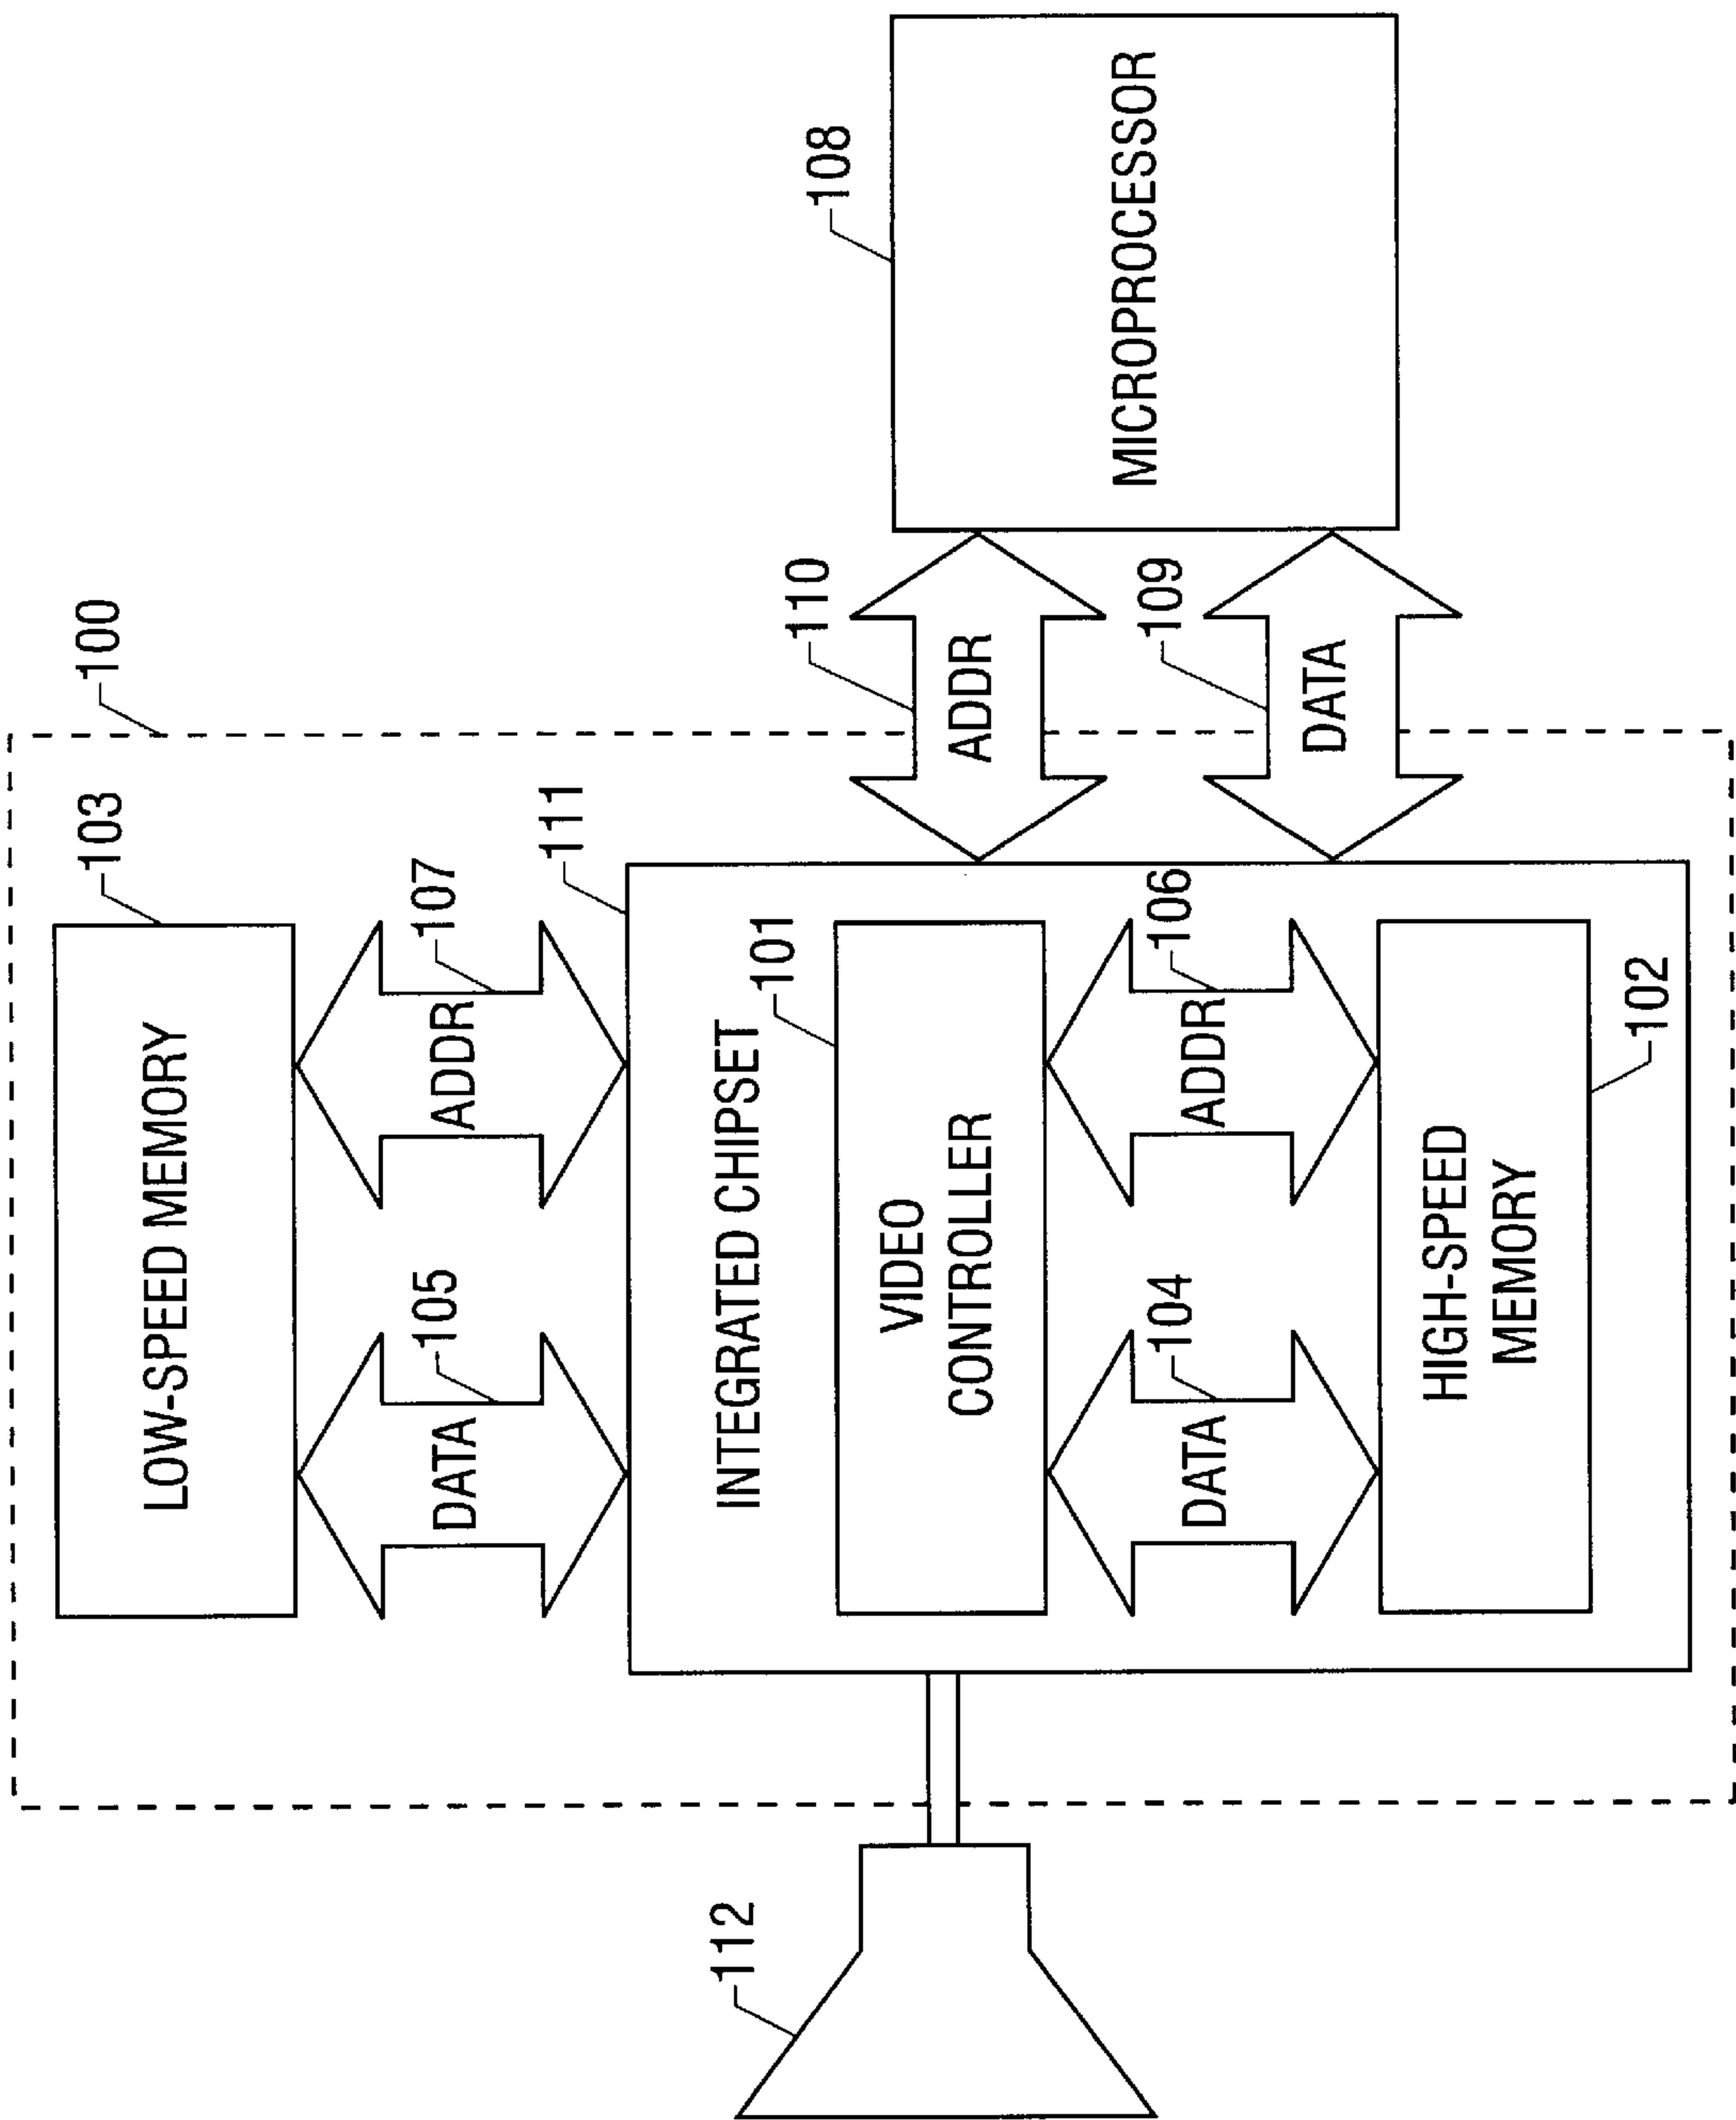 108
MICROPROCESSOR
100
110
ADDR
109
DATA
103
LOW-SPEED MEMORY
107
ADDR
105
DATA
111
INTEGRATED CHIPSET
101
VIDEO
CONTROLLER
106
ADDR
104
DATA
HIGH-SPEED
MEMORY
102
112